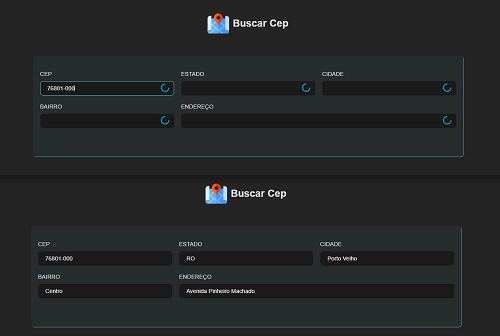 Buscar Cep
CEP ESTADO CIDADE
76801-000
BAIRRO ENDEREÇO
Buscar Cep
CEP ESTADO CIDADE
76801-000 RO Porto Velho
BAIRRO ENDEREÇO
Centro Avenida Pinheiro Machado